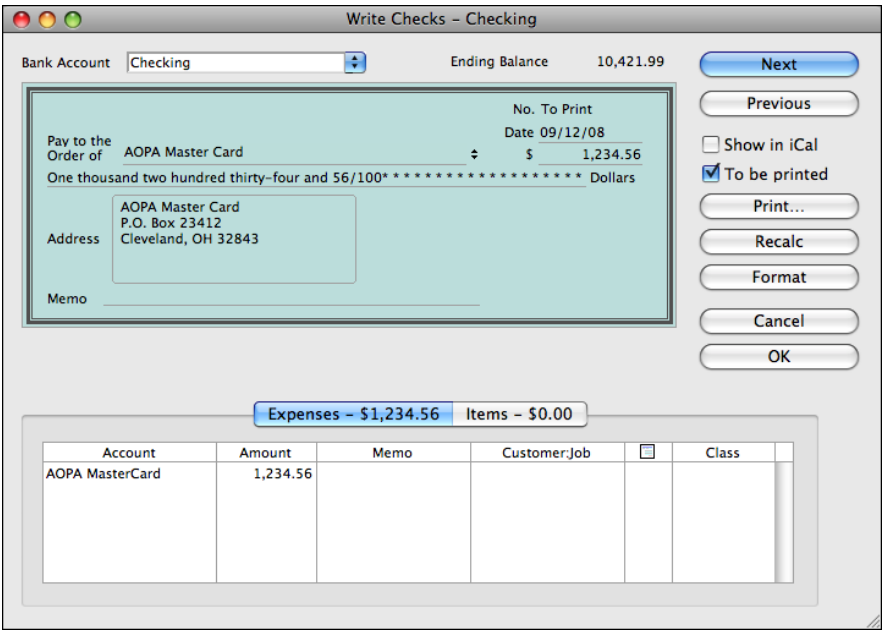 Write Checks – Checking
Bank Account Checking Ending Balance 10,421.99
Next
Previous
Show in iCal
To be printed
Print...
Recalc
Format
Cancel
OK
No. To Print
Date 09/12/08
Pay to the
Order of AOPA Master Card $ 1,234.56
One thousand two hundred thirty-four and 56/100* * * * * * * * * * * * * * * * * * * Dollars
Address
AOPA Master Card
P.O. Box 23412
Cleveland, OH 32843
Memo
Expenses – $1,234.56 Items – $0.00
Account Amount Memo Customer:Job Class
AOPA MasterCard 1,234.56